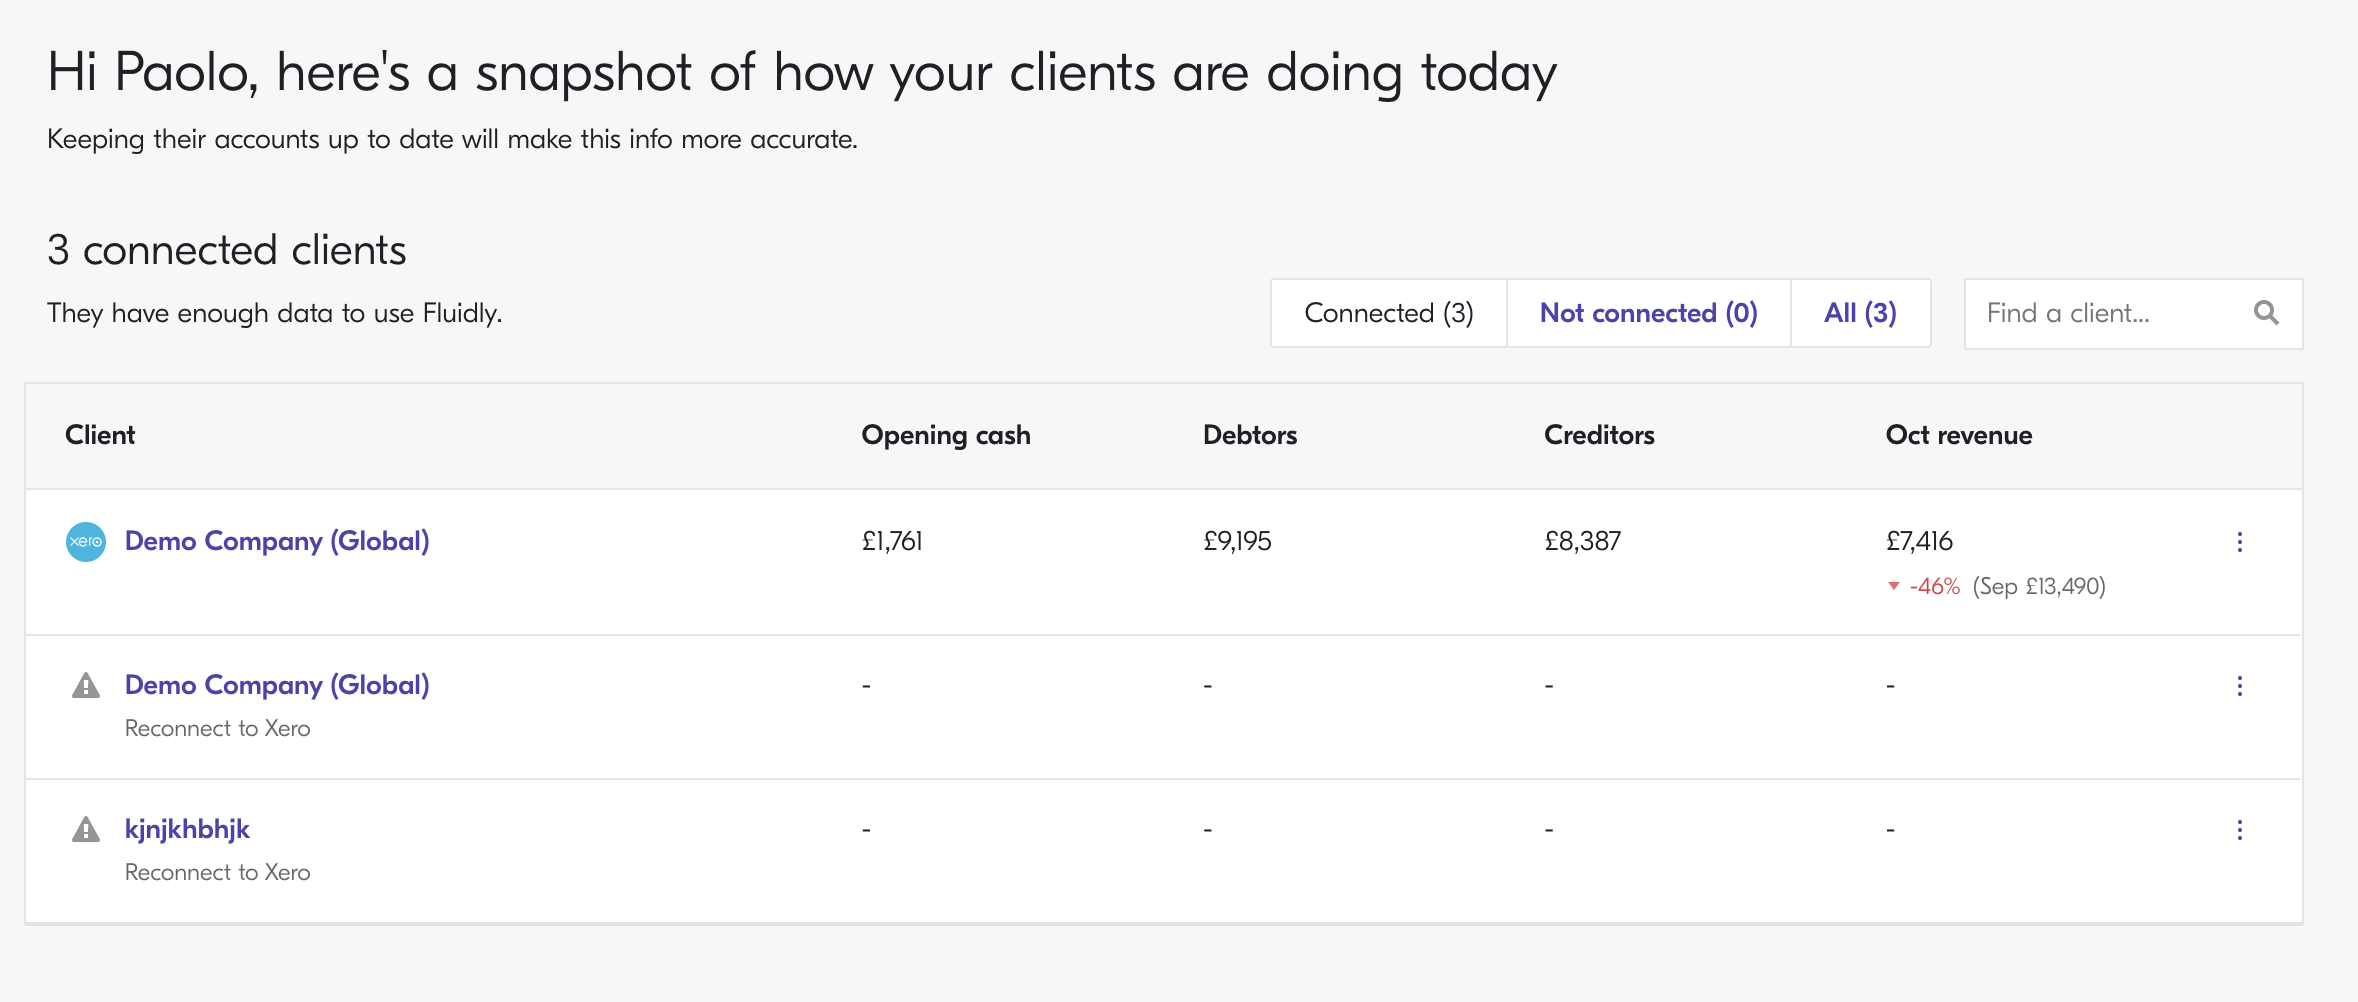 Hi Paolo, here's a snapshot of how your clients are doing today
Keeping their accounts up to date will make this info more accurate.
3 connected clients
They have enough data to use Fluidly.
Connected (3) Not connected (0) All (3) Find a client...
Client Opening cash Debtors Creditors Oct revenue
xero Demo Company (Global) £1,761 £9,195 £8,387 £7,416
-46% (Sep £13,490)
Demo Company (Global) - - - -
Reconnect to Xero
kjnjkhbhjk - - - -
Reconnect to Xero